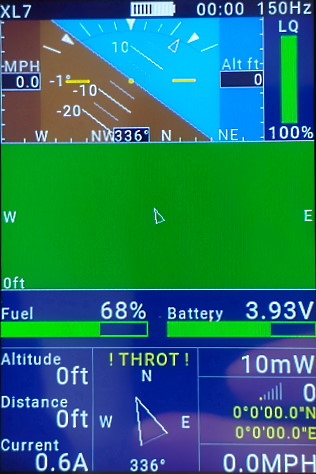 XL7 00:00 150Hz
LQ
10
MPH Alt ft
0.0 -1° 0
-10
-20
100%
W NW 336° N NE
W E
0ft
Fuel 68% Battery 3.93V
Altitude !THROT! 10mW
0ft N
0
Distance 0°0'00.0"N
0ft W E 0°0'00.0"E
Current
0.6A 336° 0.0MPH